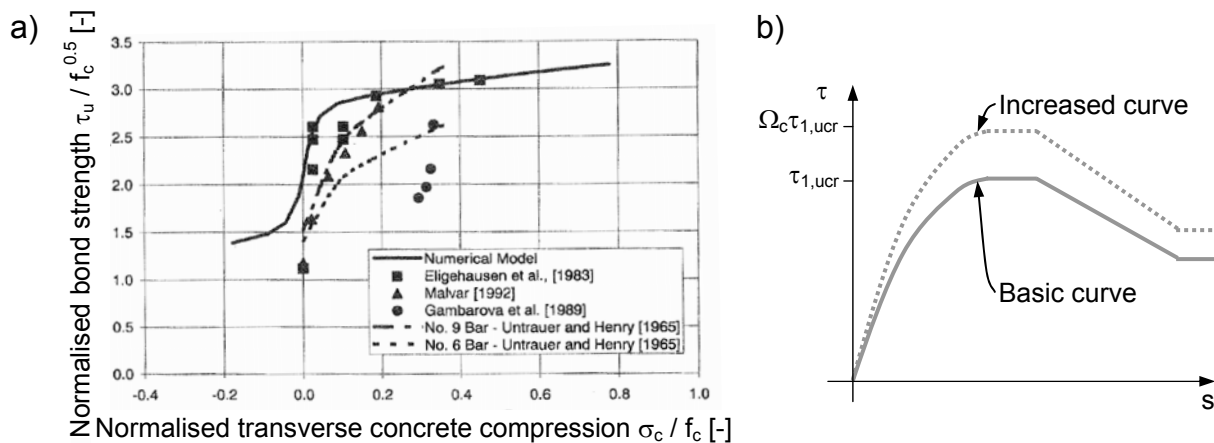 a)
Normalised bond strength τu / fc^0.5 [-]
3.5
3.0
2.5
2.0
1.5
1.0
0.5
0.0
-0.4
-0.2
0.0
0.2
0.4
0.6
0.8
1.0
Numerical Model
Eligehausen et al., [1983]
Malvar [1992]
Gambarova et al. [1989]
No. 9 Bar - Untrauer and Henry [1965]
No. 6 Bar - Untrauer and Henry [1965]
Normalised transverse concrete compression σc / fc [-]
b)
τ
Ωcτ1,ucr
τ1,ucr
Increased curve
Basic curve
s